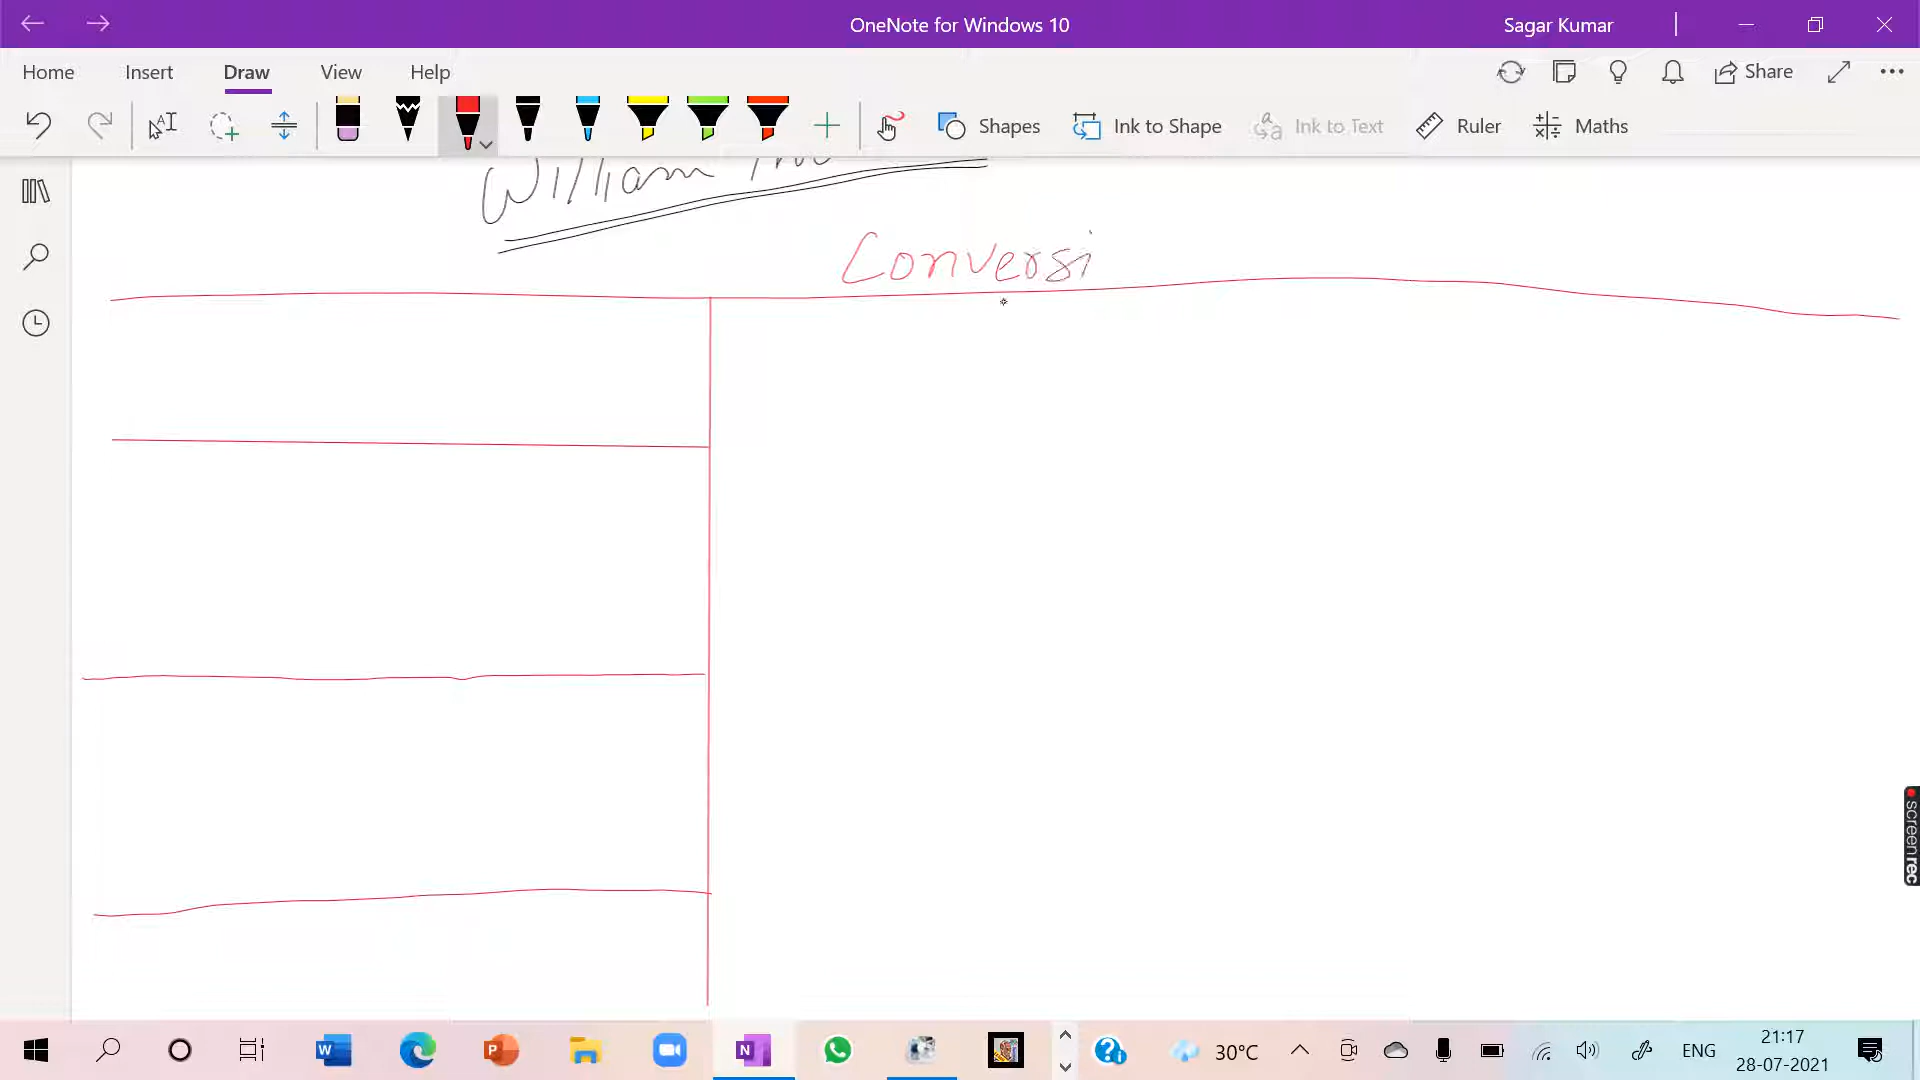 OneNote for Windows 10
Sagar Kumar
Home Insert Draw View Help
Share
Shapes Ink to Shape Ink to Text Ruler Maths
William
Conversi
screenrec
30°C
ENG
21:17
28-07-2021